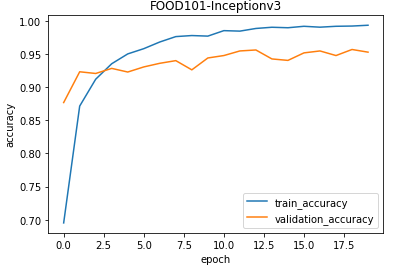 FOOD101-Inceptionv3
1.00
0.95
0.90
0.85
0.80
0.75
0.70
accuracy
train_accuracy
validation_accuracy
0.0 2.5 5.0 7.5 10.0 12.5 15.0 17.5
epoch